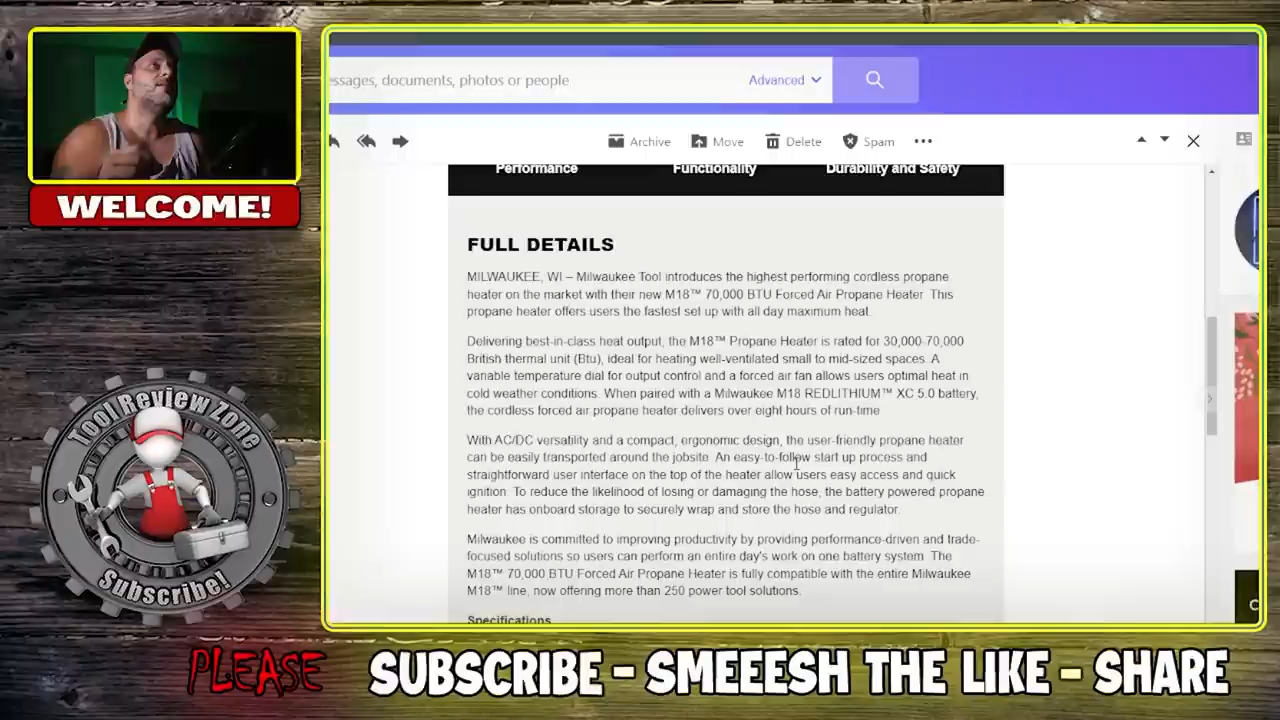 WELCOME!
ssages, documents, photos or people
Advanced
Archive
Move
Delete
Spam
Performance
Functionality
Durability and Safety
FULL DETAILS
MILWAUKEE, WI – Milwaukee Tool introduces the highest performing cordless propane
heater on the market with their new M18™ 70,000 BTU Forced Air Propane Heater. This
propane heater offers users the fastest set up with all day maximum heat.
Delivering best-in-class heat output, the M18™ Propane Heater is rated for 30,000-70,000
British thermal unit (Btu), ideal for heating well-ventilated small to mid-sized spaces. A
variable temperature dial for output control and a forced air fan allows users optimal heat in
cold weather conditions. When paired with a Milwaukee M18 REDLITHIUM™ XC 5.0 battery,
the cordless forced air propane heater delivers over eight hours of run-time
With AC/DC versatility and a compact, ergonomic design, the user-friendly propane heater
can be easily transported around the jobsite. An easy-to-follow start up process and
straightforward user interface on the top of the heater allow users easy access and quick
ignition. To reduce the likelihood of losing or damaging the hose, the battery powered propane
heater has onboard storage to securely wrap and store the hose and regulator.
Milwaukee is committed to improving productivity by providing performance-driven and trade-
focused solutions so users can perform an entire day's work on one battery system. The
M18™ 70,000 BTU Forced Air Propane Heater is fully compatible with the entire Milwaukee
M18™ line, now offering more than 250 power tool solutions.
Specifications
Tool Review Zone
Subscribe!
PLEASE SUBSCRIBE - SMEEESH THE LIKE - SHARE